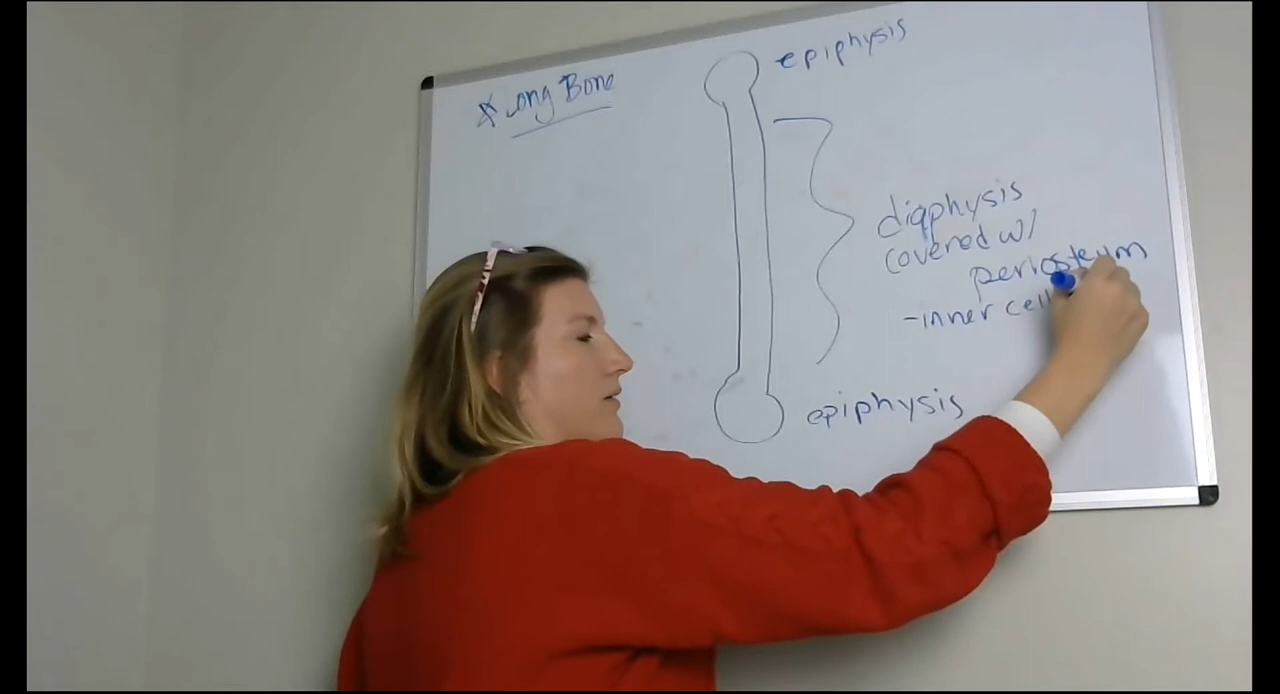 * Long Bone
epiphysis
diaphysis
covered w/
periosteum
- inner cell
epiphysis